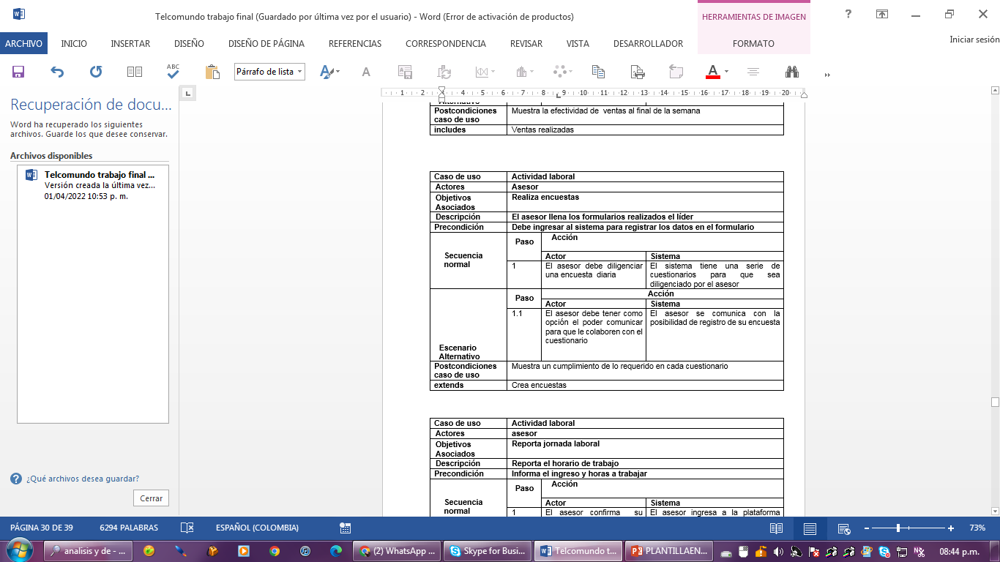 Telcomundo trabajo final (Guardado por última vez por el usuario) - Word (Error de activación de productos)
HERRAMIENTAS DE IMAGEN
?
Iniciar sesión
ARCHIVO INICIO INSERTAR DISEÑO DISEÑO DE PÁGINA REFERENCIAS CORRESPONDENCIA REVISAR VISTA DESARROLLADOR FORMATO
ABC
Párrafo de lista
A A A
1 2 3 4 5 6 7 8 9 10 11 12 13 14 15 16 17 18 19 20
Recuperación de docu...
Word ha recuperado los siguientes
archivos. Guarde los que desee conservar.
Archivos disponibles
Telcomundo trabajo final ...
Versión creada la última vez...
01/04/2022 10:53 p. m.
¿Qué archivos desea guardar?
Cerrar
Alternativo
Postcondiciones
caso de uso
Muestra la efectividad de ventas al final de la semana
includes
Ventas realizadas
Caso de uso
Actividad laboral
Actores
Asesor
Objetivos
Asociados
Realiza encuestas
Descripción
El asesor llena los formularios realizados el líder
Precondición
Debe ingresar al sistema para registrar los datos en el formulario
Secuencia
normal
Paso
Acción
Actor
Sistema
1
El asesor debe diligenciar
una encuesta diaria
El sistema tiene una serie de
cuestionarios para que sea
diligenciado por el asesor
Escenario
Alternativo
Paso
Acción
Actor
Sistema
1.1
El asesor debe tener como
opción el poder comunicar
para que le colaboren con el
cuestionario
El asesor se comunica con la
posibilidad de registro de su encuesta
Postcondiciones
caso de uso
Muestra un cumplimiento de lo requerido en cada cuestionario
extends
Crea encuestas
Caso de uso
Actividad laboral
Actores
asesor
Objetivos
Asociados
Reporta jornada laboral
Descripción
Reporta el horario de trabajo
Precondición
Informa el ingreso y horas a trabajar
Secuencia
normal
Paso
Acción
Actor
Sistema
1
El asesor confirma su
El asesor ingresa a la plataforma
PÁGINA 30 DE 39 6294 PALABRAS ESPAÑOL (COLOMBIA) 73%
analisis y de - ... (2) WhatsApp ... Skype for Busi... Telcomundo t... PLANTILLAEN... 08:44 p.m.